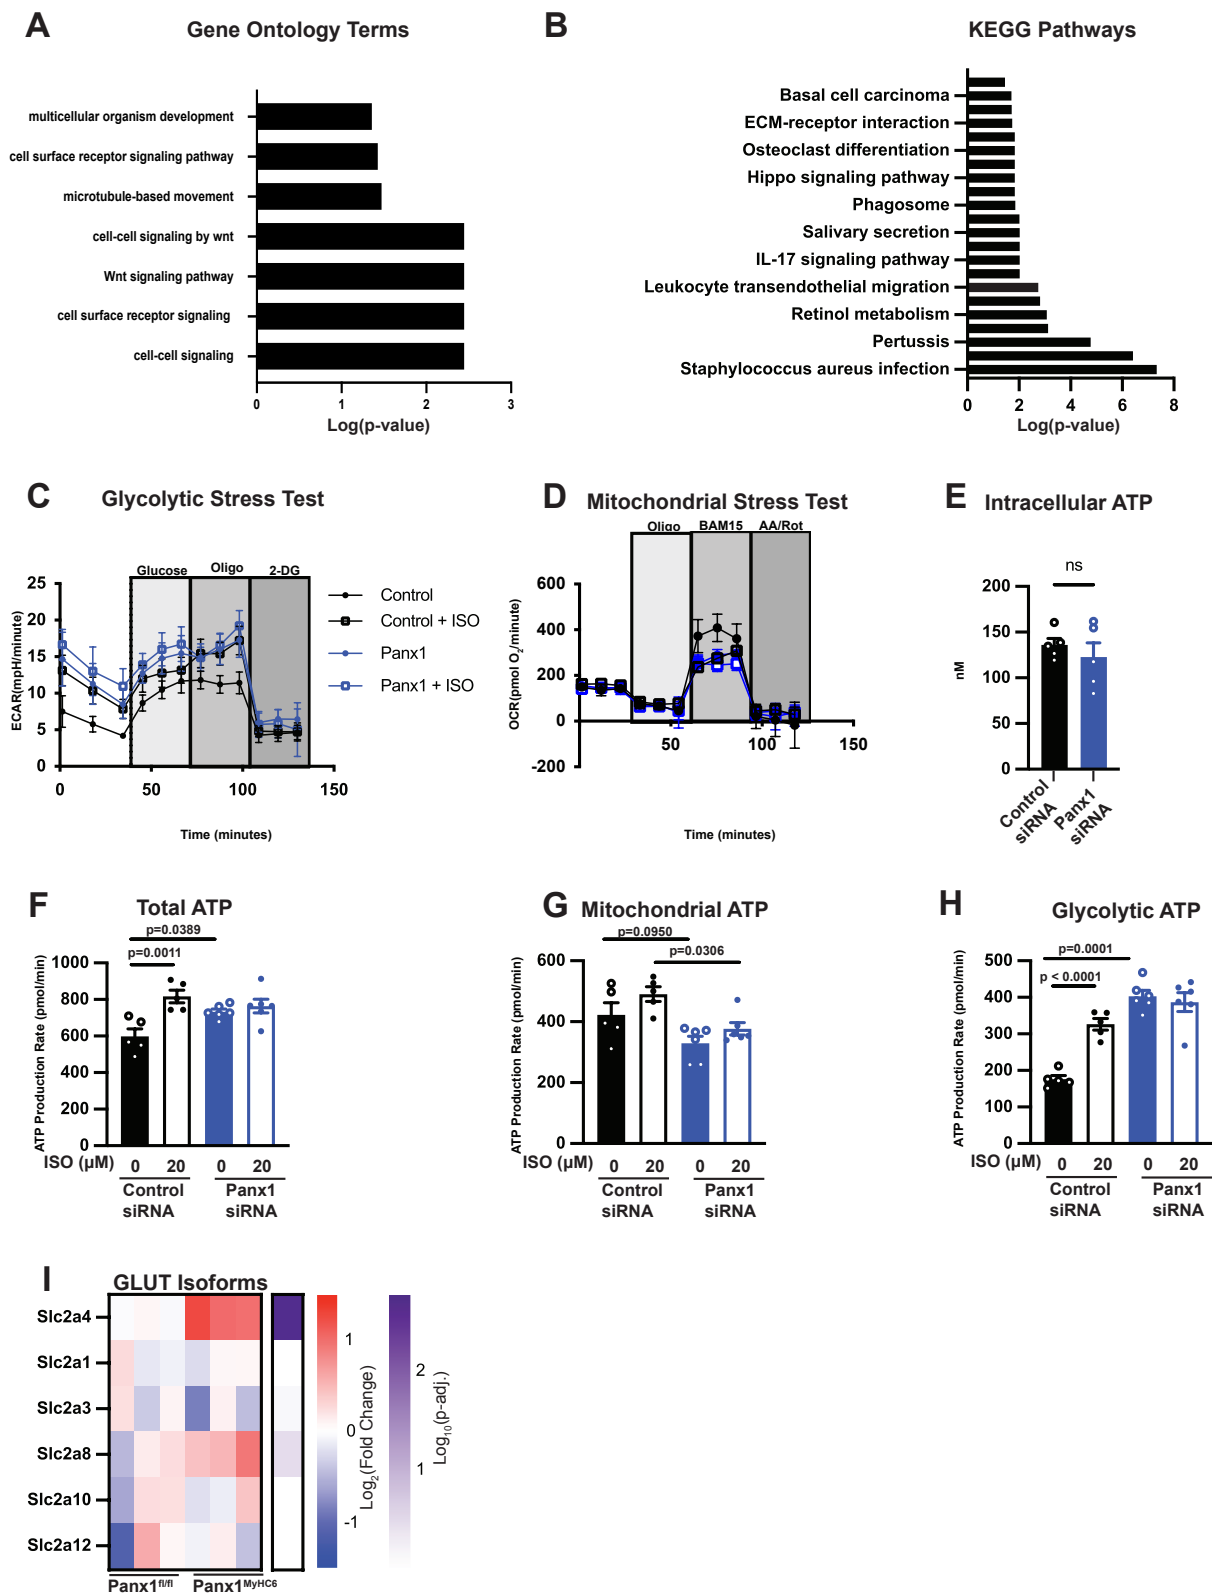 A
Gene Ontology Terms
multicellular organism development
cell surface receptor signaling pathway
microtubule-based movement
cell-cell signaling by wnt
Wnt signaling pathway
cell surface receptor signaling
cell-cell signaling
0 1 2 3
Log(p-value)
B
KEGG Pathways
Basal cell carcinoma
ECM-receptor interaction
Osteoclast differentiation
Hippo signaling pathway
Phagosome
Salivary secretion
IL-17 signaling pathway
Leukocyte transendothelial migration
Retinol metabolism
Pertussis
Staphylococcus aureus infection
0 2 4 6 8
Log(p-value)
C
Glycolytic Stress Test
Glucose Oligo 2-DG
ECAR(mpH/minute)
25
20
15
10
5
0
0 50 100 150
Time (minutes)
Control
Control + ISO
Panx1
Panx1 + ISO
D
Mitochondrial Stress Test
Oligo BAM15 AA/Rot
OCR(pmol O₂/minute)
600
400
200
0
-200
50 100 150
Time (minutes)
E
Intracellular ATP
ns
nM
200
150
100
50
0
Control siRNA
Panx1 siRNA
F
Total ATP
p=0.0389
p=0.0011
ATP Production Rate (pmol/min)
1000
800
600
400
200
0
ISO (µM) 0 20 0 20
Control siRNA
Panx1 siRNA
G
Mitochondrial ATP
p=0.0950
p=0.0306
ATP Production Rate (pmol/min)
600
400
200
0
ISO (µM) 0 20 0 20
Control siRNA
Panx1 siRNA
H
Glycolytic ATP
p=0.0001
p < 0.0001
ATP Production Rate (pmol/min)
500
400
300
200
100
0
ISO (µM) 0 20 0 20
Control siRNA
Panx1 siRNA
I
GLUT Isoforms
Slc2a4
Slc2a1
Slc2a3
Slc2a8
Slc2a10
Slc2a12
Panx1fl/fl Panx1MyHC6
1
0
-1
Log₂(Fold Change)
2
1
Log₁₀(p-adj.)